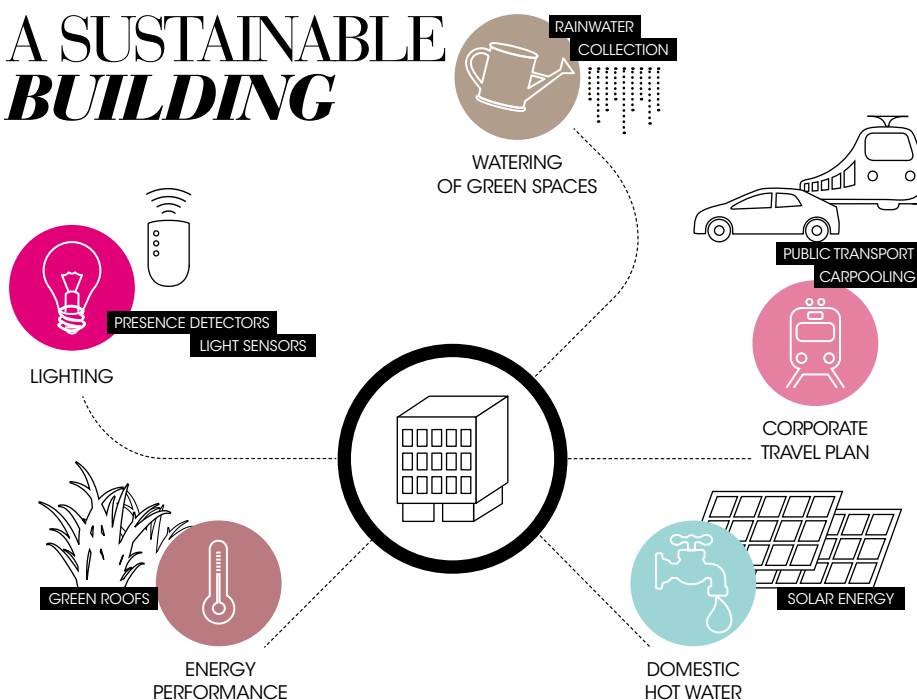 A SUSTAINABLE
BUILDING
RAINWATER
COLLECTION
WATERING
OF GREEN SPACES
PUBLIC TRANSPORT
CARPOOLING
CORPORATE
TRAVEL PLAN
PRESENCE DETECTORS
LIGHT SENSORS
LIGHTING
GREEN ROOFS
ENERGY
PERFORMANCE
SOLAR ENERGY
DOMESTIC
HOT WATER